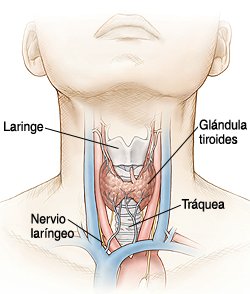 Laringe
Glándula
tiroides
Tráquea
Nervio
laríngeo